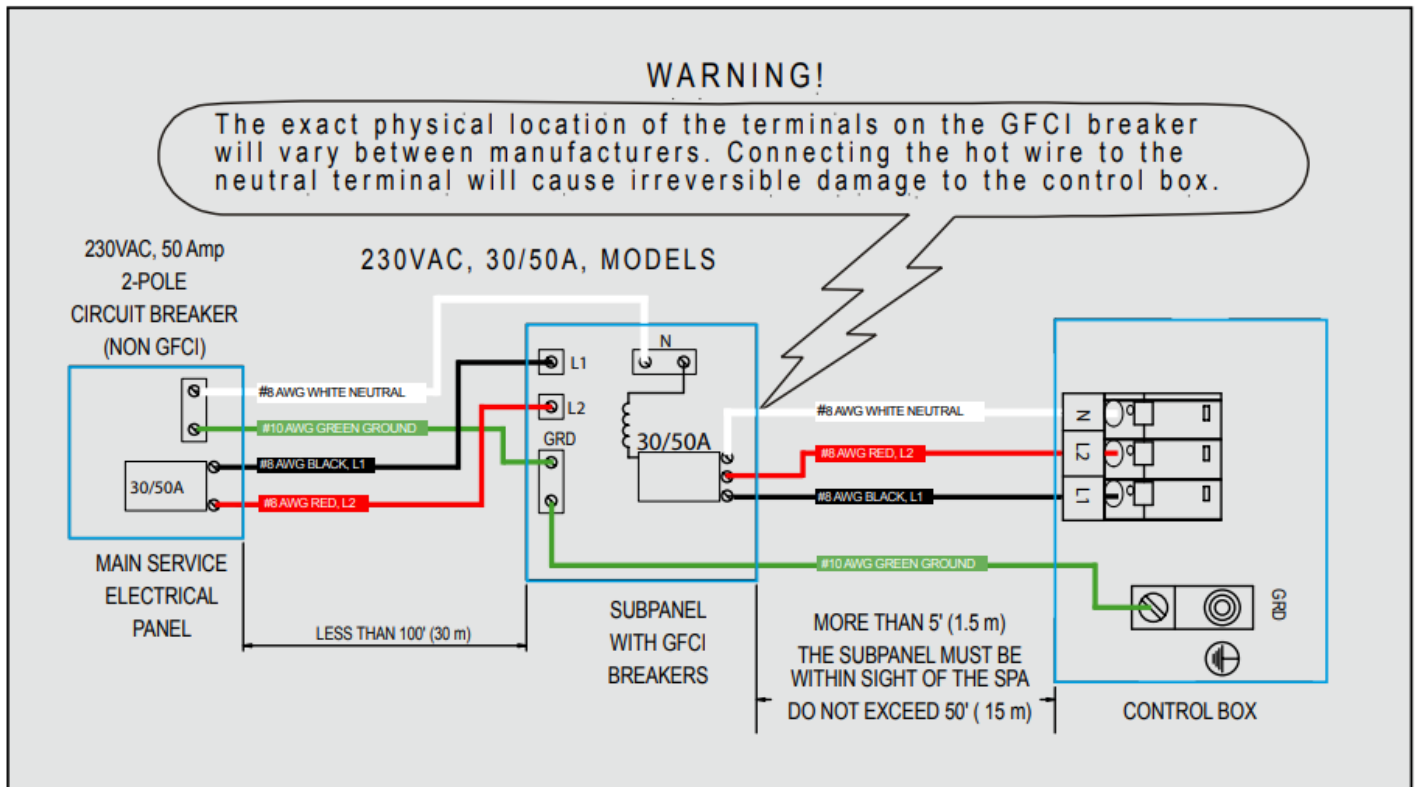 WARNING!
The exact physical location of the terminals on the GFCI breaker
will vary between manufacturers. Connecting the hot wire to the
neutral terminal will cause irreversible damage to the control box.
230VAC, 50 Amp
2-POLE
CIRCUIT BREAKER
(NON GFCI)
230VAC, 30/50A, MODELS
#8 AWG WHITE NEUTRAL
#10 AWG GREEN GROUND
#8 AWG BLACK, L1
#8 AWG RED, L2
30/50A
MAIN SERVICE
ELECTRICAL
PANEL
LESS THAN 100' (30 m)
L1
L2
GRD
N
30/50A
SUBPANEL
WITH GFCI
BREAKERS
#8 AWG WHITE NEUTRAL
#8 AWG RED, L2
#8 AWG BLACK, L1
#10 AWG GREEN GROUND
MORE THAN 5' (1.5 m)
THE SUBPANEL MUST BE
WITHIN SIGHT OF THE SPA
DO NOT EXCEED 50' ( 15 m)
N
L2
L1
GRD
CONTROL BOX